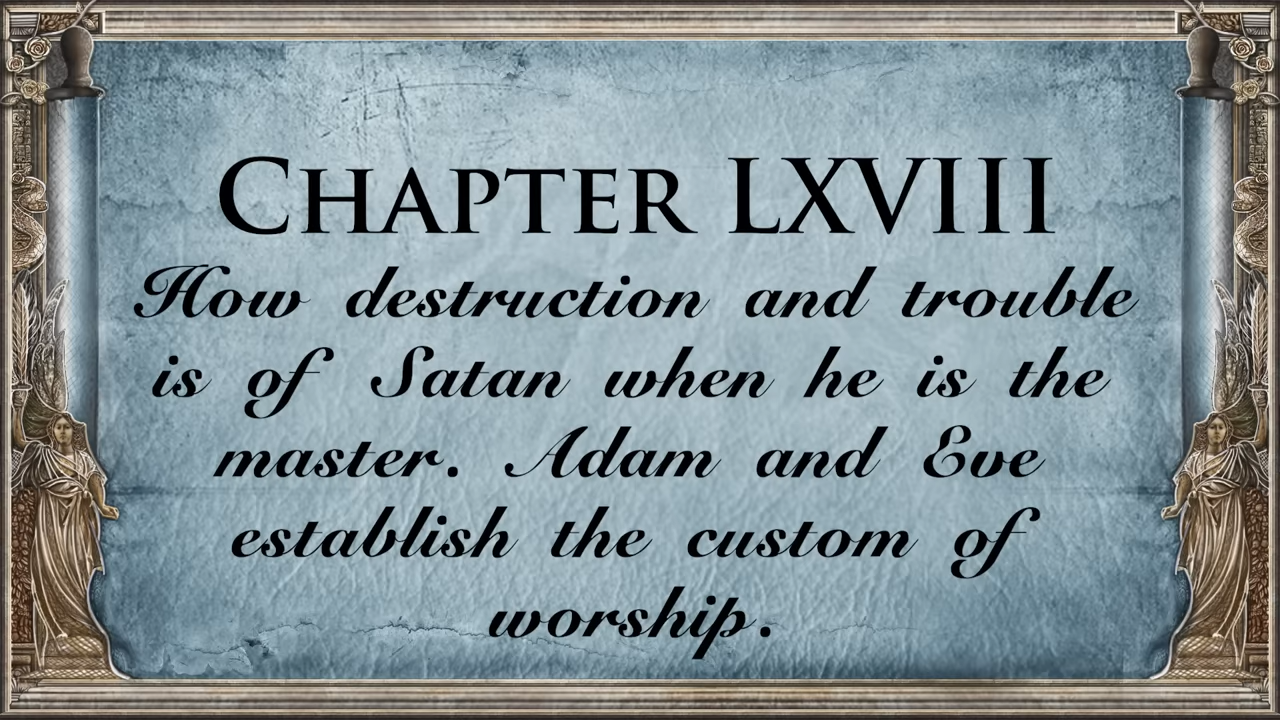 Chapter LXVIII
How destruction and trouble
is of Satan when he is the
master. Adam and Eve
establish the custom of
worship.